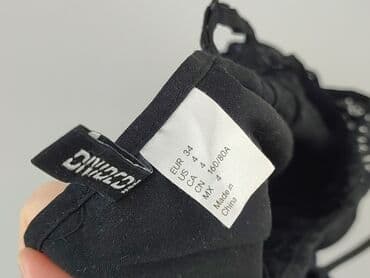 DIVIDED
EUR 34
US 4
CA 4
CN 160/80A
MX 4
Made in
China